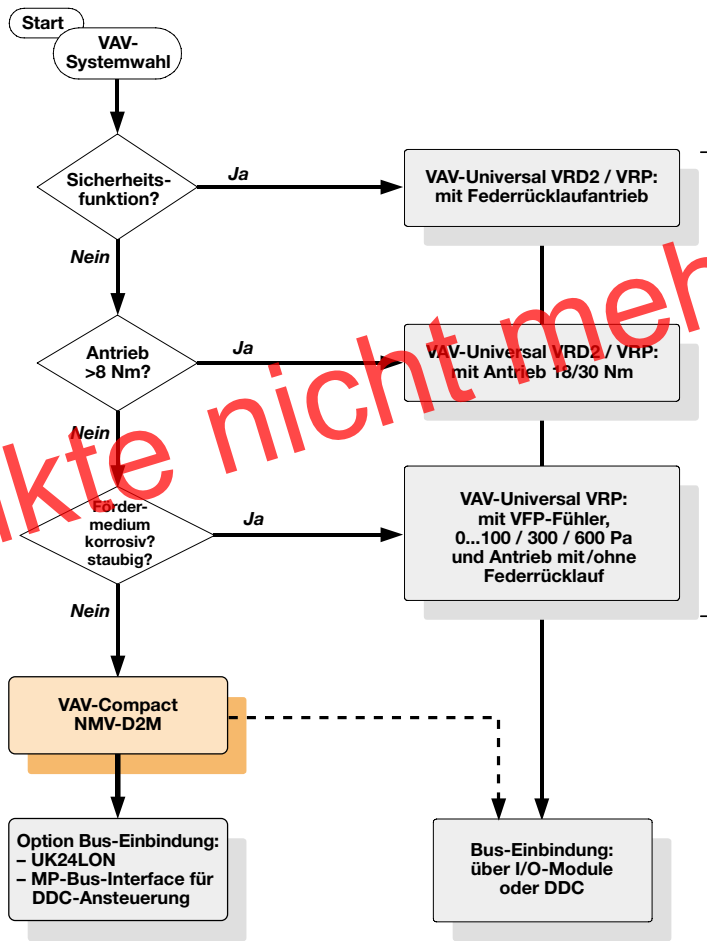 Start
VAV-
Systemwahl
Sicherheits-
funktion?
Ja
VAV-Universal VRD2 / VRP:
mit Federrücklaufantrieb
Nein
Antrieb
>8 Nm?
Ja
VAV-Universal VRD2 / VRP:
mit Antrieb 18/30 Nm
Nein
Förder-
medium
korrosiv?
staubig?
Ja
VAV-Universal VRP:
mit VFP-Fühler,
0...100 / 300 / 600 Pa
und Antrieb mit/ohne
Federrücklauf
Nein
VAV-Compact
NMV-D2M
Option Bus-Einbindung:
– UK24LON
– MP-Bus-Interface für
DDC-Ansteuerung
Bus-Einbindung:
über I/O-Module
oder DDC
nicht